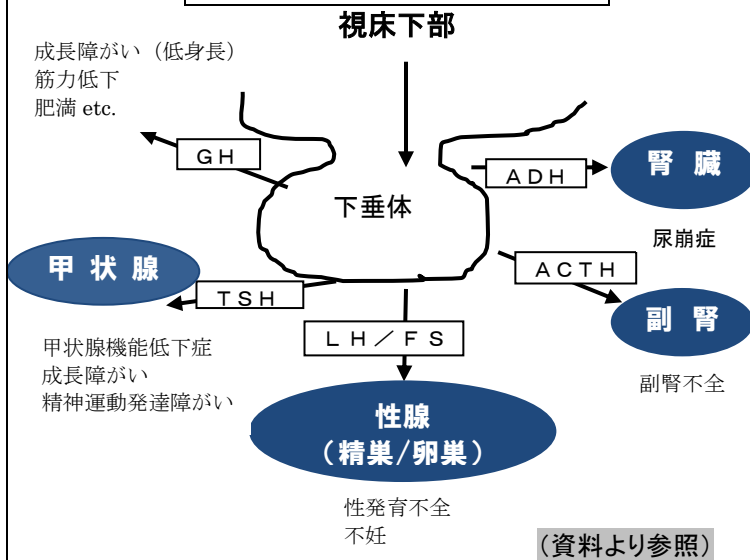 視床下部
成長障がい（低身長）
筋力低下
肥満 etc.
ＧＨ
ＡＤＨ
腎 臓
下垂体
尿崩症
甲 状 腺
ＡＣＴＨ
ＴＳＨ
副 腎
ＬＨ／ＦＳ
甲状腺機能低下症
成長障がい
精神運動発達障がい
副腎不全
性腺
（精巣/卵巣）
性発育不全
不妊
（資料より参照）